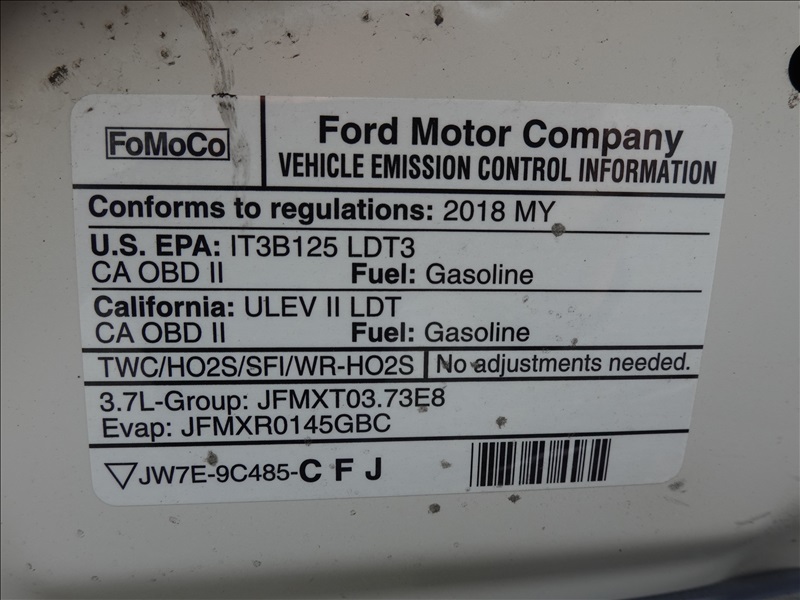 FoMoCo
Ford Motor Company
VEHICLE EMISSION CONTROL INFORMATION
Conforms to regulations: 2018 MY
U.S. EPA: IT3B125 LDT3
CA OBD II Fuel: Gasoline
California: ULEV II LDT
CA OBD II Fuel: Gasoline
TWC/HO2S/SFI/WR-HO2S No adjustments needed.
3.7L-Group: JFMXT03.73E8
Evap: JFMXR0145GBC
JW7E-9C485-C F J